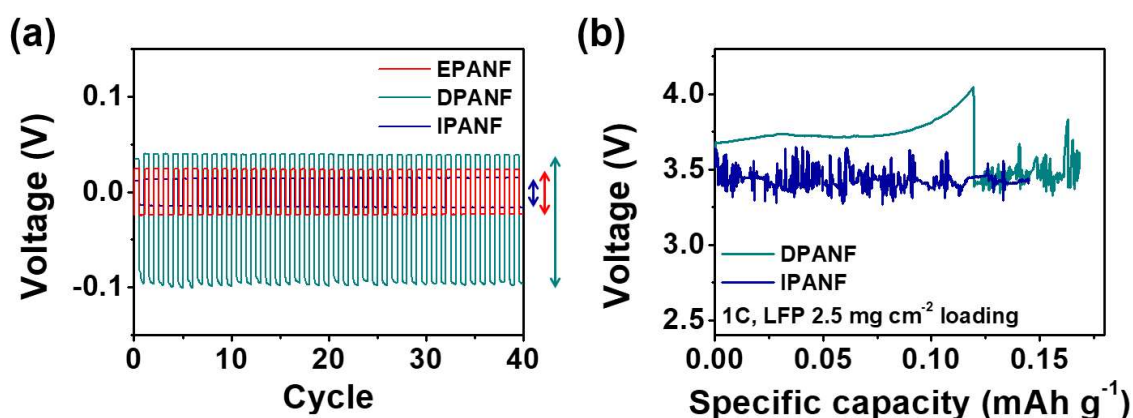 (a)
Voltage (V)
0.1
0.0
-0.1
EPANF
DPANF
IPANF
0 10 20 30 40
Cycle
(b)
Voltage (V)
4.0
3.5
3.0
2.5
DPANF
IPANF
1C, LFP 2.5 mg cm⁻² loading
0.00 0.05 0.10 0.15
Specific capacity (mAh g⁻¹)